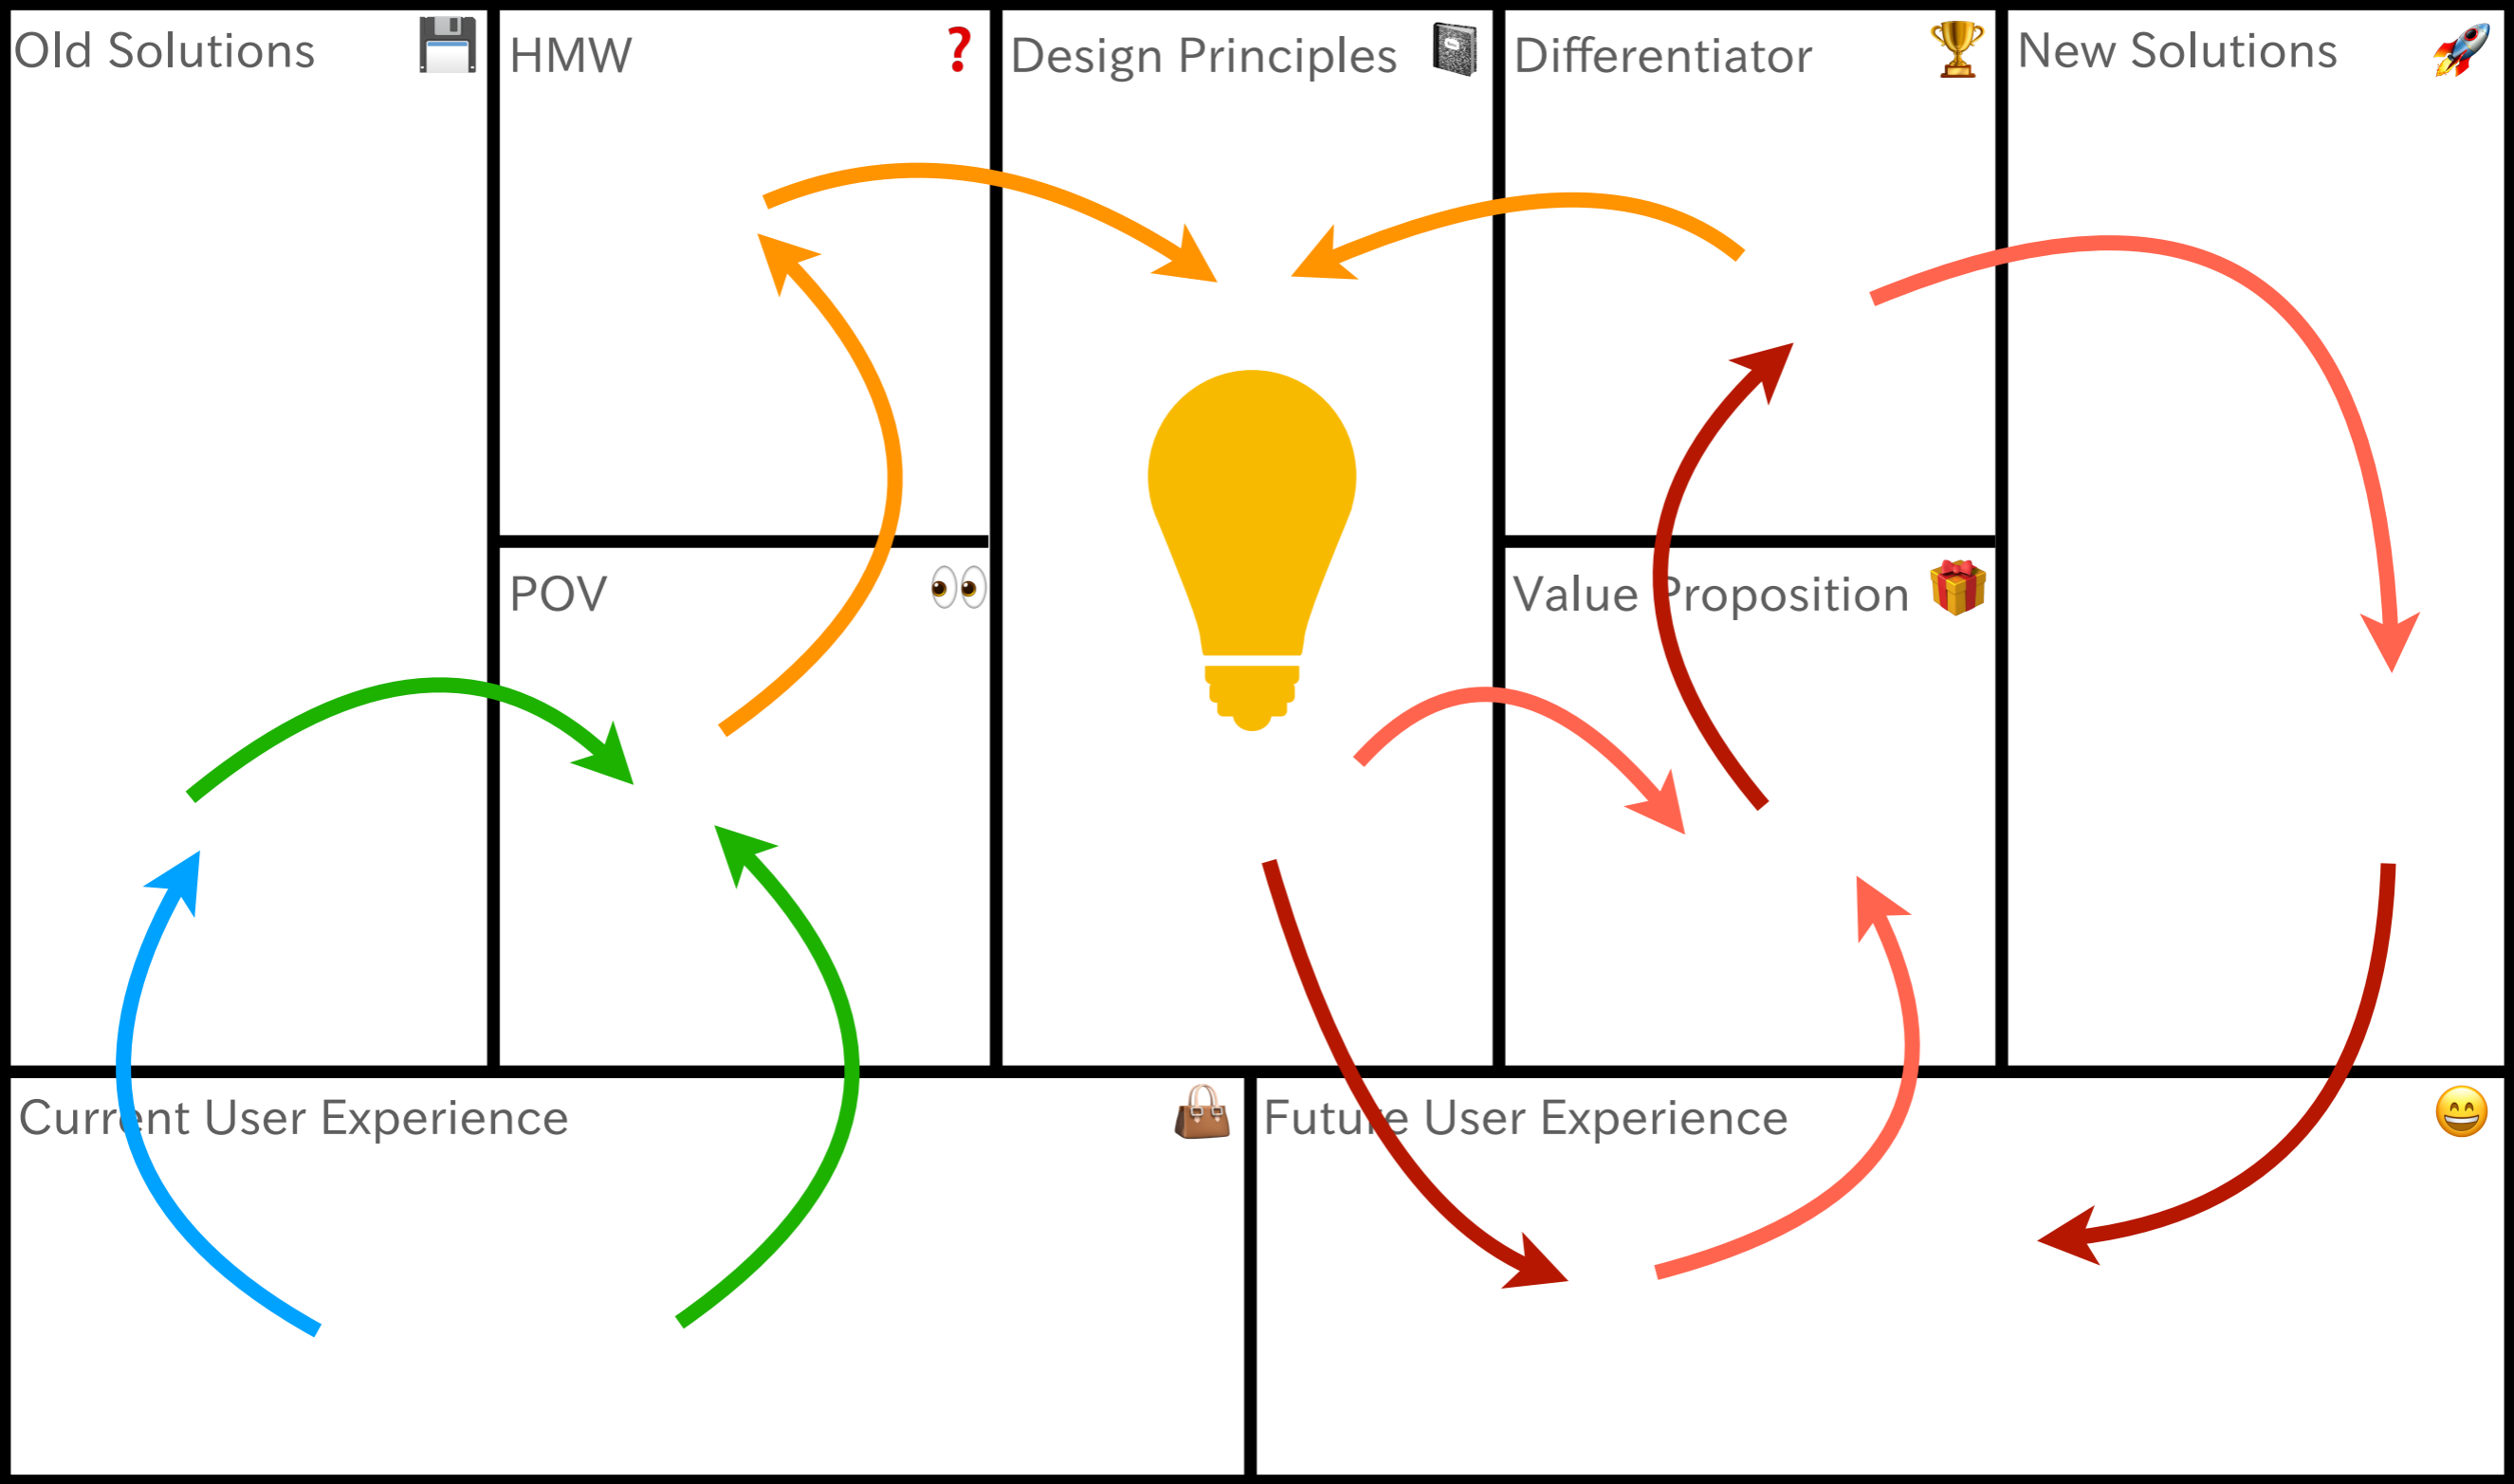 Old Solutions
HMW
Design Principles
Differentiator
New Solutions
POV
Value Proposition
Current User Experience
Future User Experience